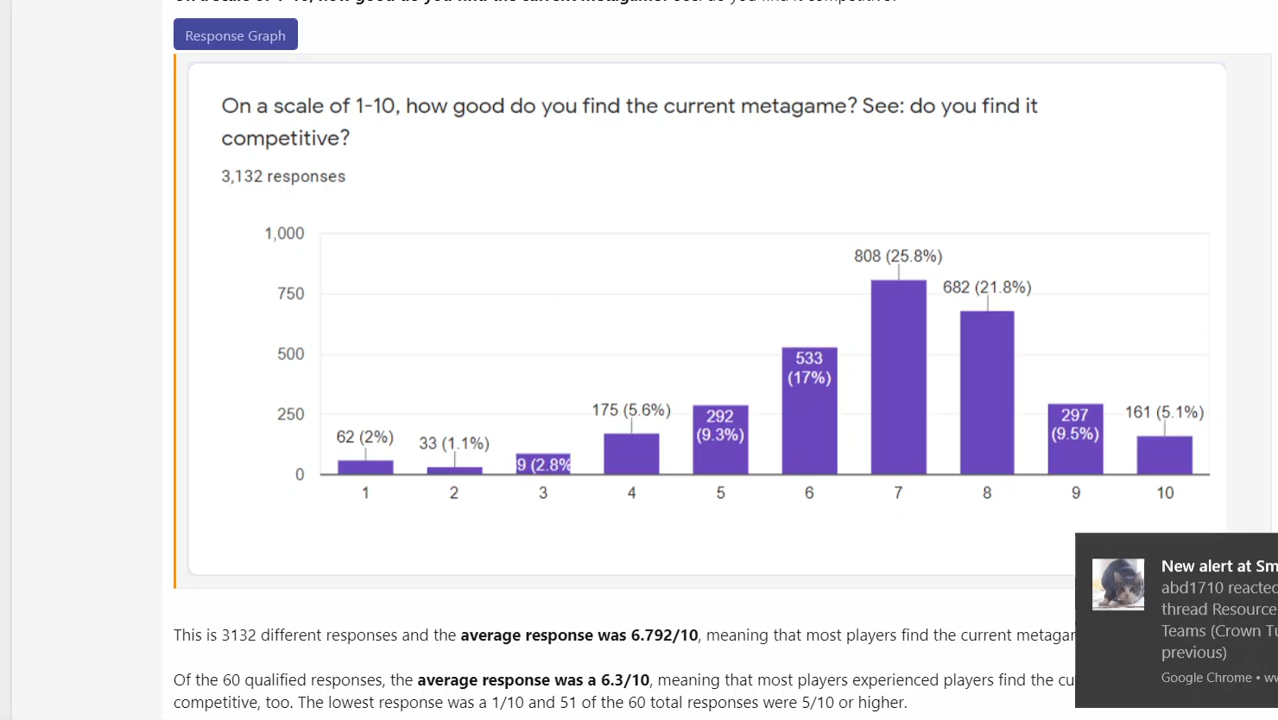 Response Graph
On a scale of 1-10, how good do you find the current metagame? See: do you find it
competitive?
3,132 responses
1,000
750
500
250
0
62 (2%)
33 (1.1%)
9 (2.8%
175 (5.6%)
292
(9.3%)
533
(17%)
808 (25.8%)
682 (21.8%)
297
(9.5%)
161 (5.1%)
1 2 3 4 5 6 7 8 9 10
This is 3132 different responses and the average response was 6.792/10, meaning that most players find the current
Of the 60 qualified responses, the average response was a 6.3/10, meaning that most players experienced players find the
competitive, too. The lowest response was a 1/10 and 51 of the 60 total responses were 5/10 or higher.
New alert at
abd1710 reacted
thread Resource
Teams (Crown
previous)
Google Chrome •